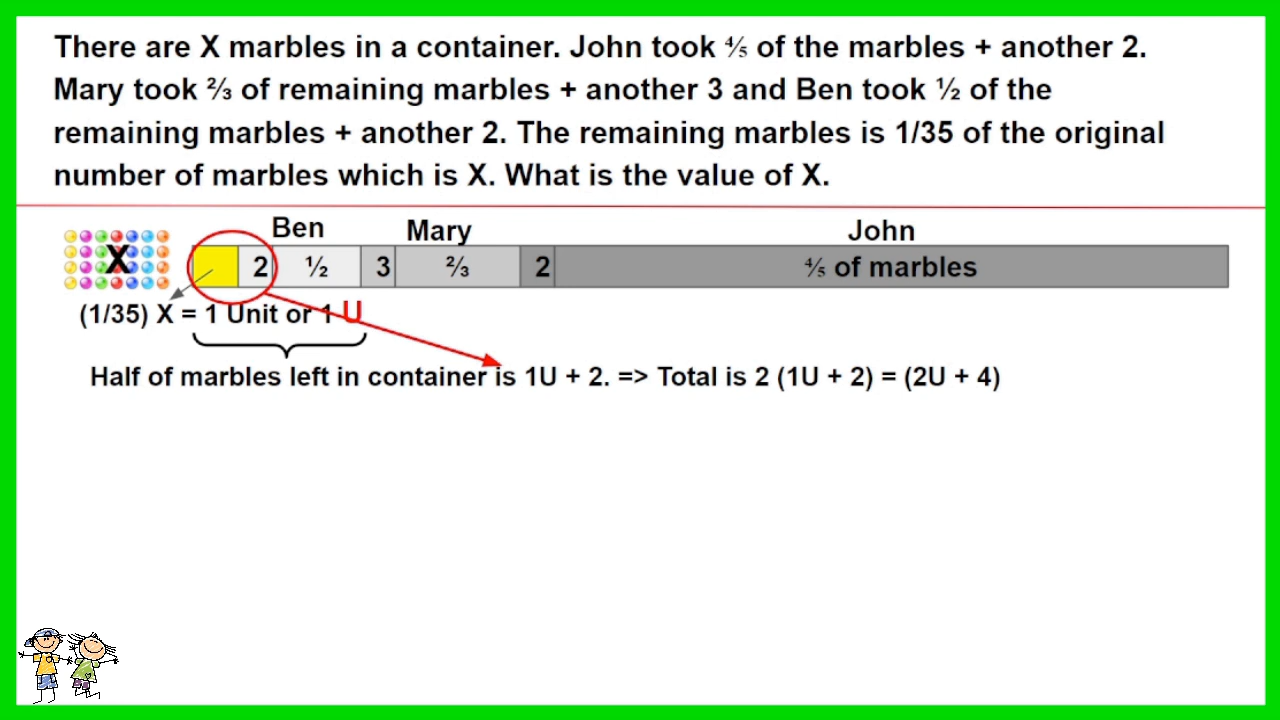 There are X marbles in a container. John took ⅘ of the marbles + another 2.
Mary took ⅔ of remaining marbles + another 3 and Ben took ½ of the
remaining marbles + another 2. The remaining marbles is 1/35 of the original
number of marbles which is X. What is the value of X.
Ben Mary John
X 2 ½ 3 ⅔ 2 ⅘ of marbles
(1/35) X = 1 Unit or 1 U
Half of marbles left in container is 1U + 2. => Total is 2 (1U + 2) = (2U + 4)